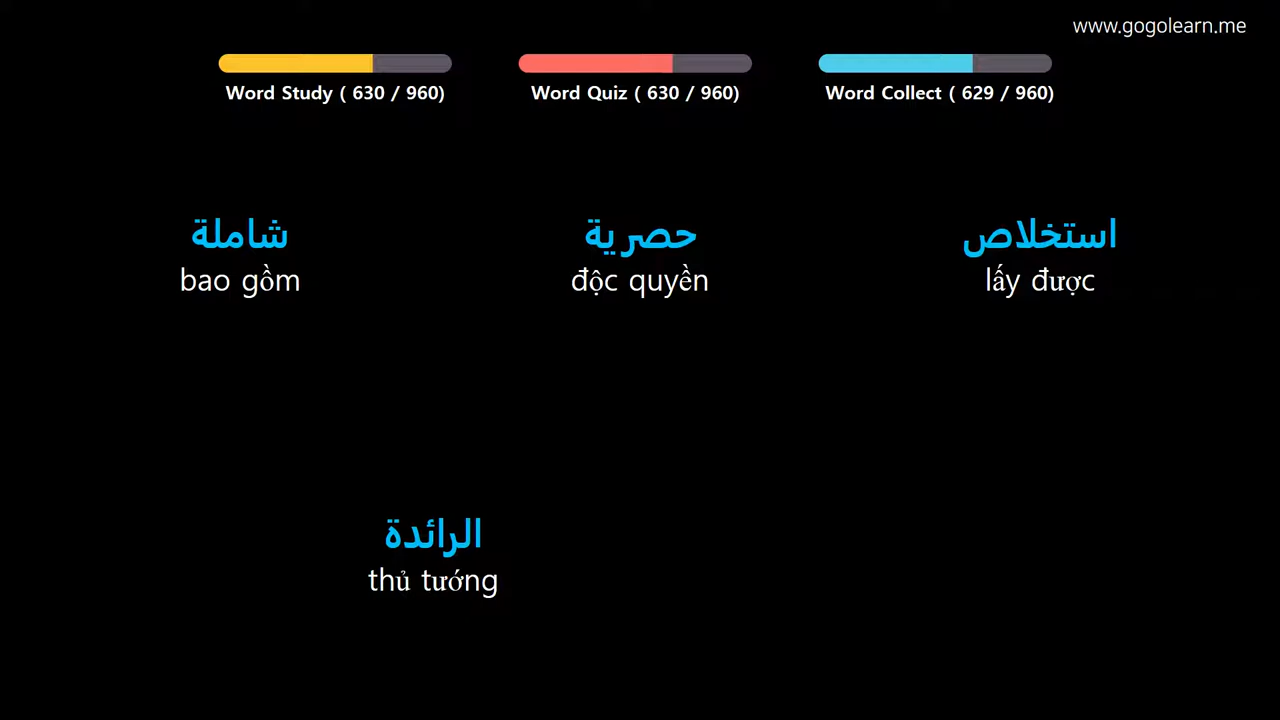 www.gogolearn.me
Word Study ( 630 / 960)
Word Quiz ( 630 / 960)
Word Collect ( 629 / 960)
شاملة
bao gồm
حصرية
độc quyền
استخلاص
lấy được
الرائدة
thủ tướng